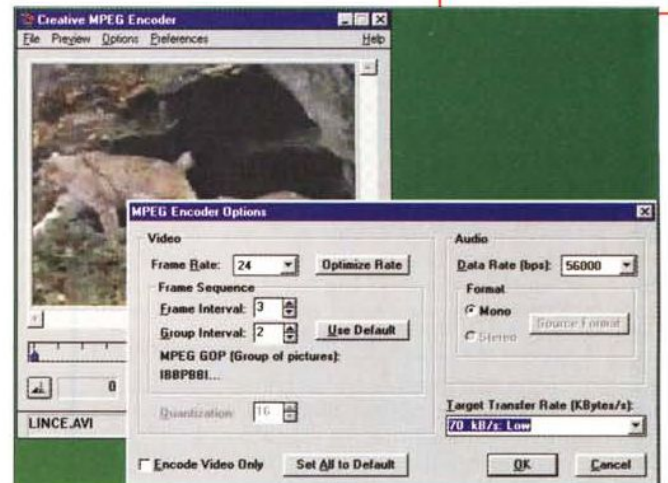 Creative MPEG Encoder
File Preview Options Preferences Help
MPEG Encoder Options
Video
Frame Rate: 24 Optimize Rate
Frame Sequence
Frame Interval: 3
Group Interval: 2 Use Default
MPEG GOP (Group of pictures):
IBBPBBI...
Quantization: 16
Encode Video Only Set All to Default
Audio
Data Rate (bps): 56000
Format
Mono
Stereo
Source Format
Target Transfer Rate (KBytes/s):
70 kB/s: Low
OK Cancel
0
LINCE.AVI